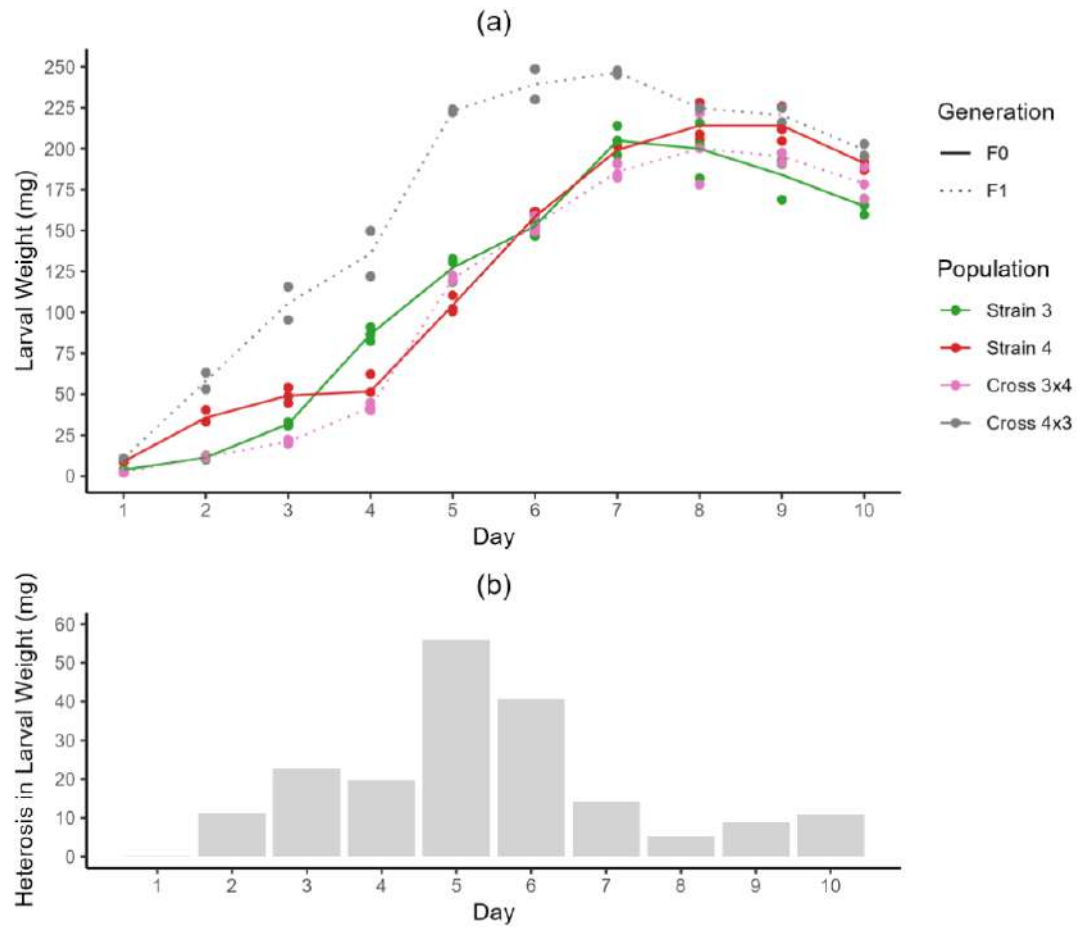 (a)
Larval Weight (mg)
250
225
200
175
150
125
100
75
50
25
0
1 2 3 4 5 6 7 8 9 10
Day
Generation
F0
F1
Population
Strain 3
Strain 4
Cross 3x4
Cross 4x3
(b)
Heterosis in Larval Weight (mg)
60
50
40
30
20
10
0
1 2 3 4 5 6 7 8 9 10
Day